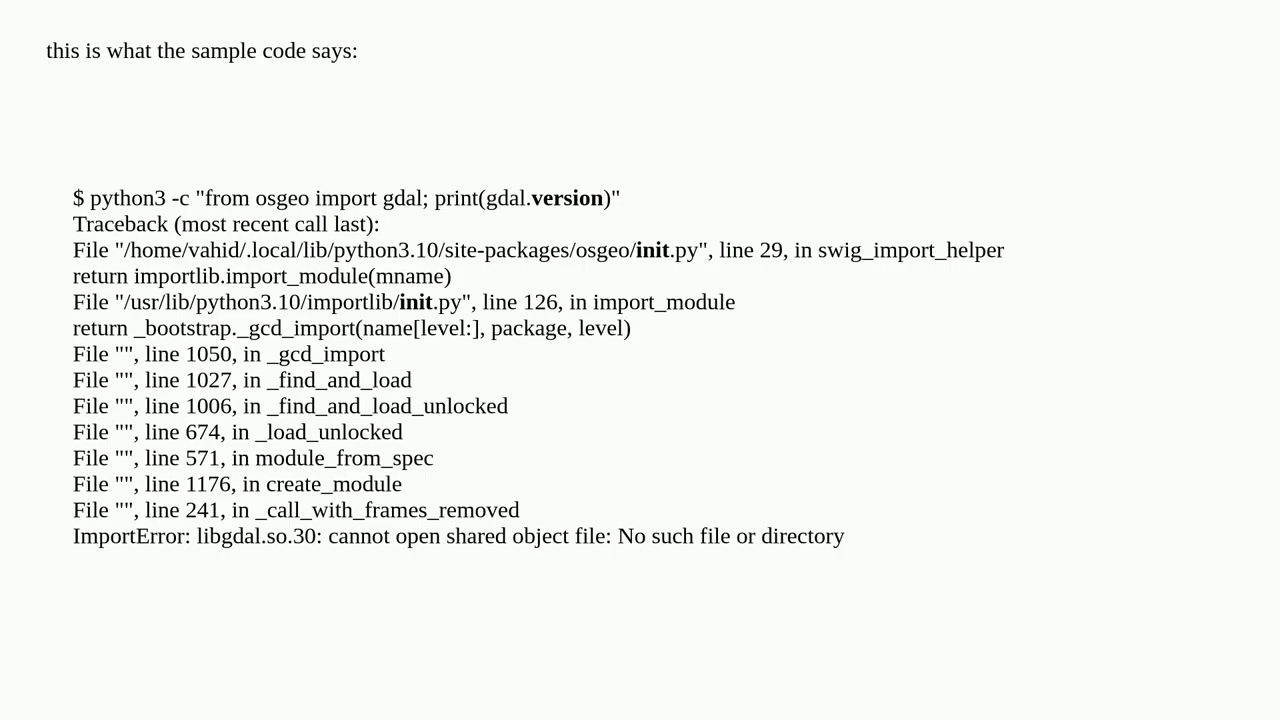 this is what the sample code says:
$ python3 -c "from osgeo import gdal; print(gdal.version)"
Traceback (most recent call last):
File "/home/vahid/.local/lib/python3.10/site-packages/osgeo/init.py", line 29, in swig_import_helper
return importlib.import_module(mname)
File "/usr/lib/python3.10/importlib/init.py", line 126, in import_module
return _bootstrap._gcd_import(name[level:], package, level)
File "", line 1050, in _gcd_import
File "", line 1027, in _find_and_load
File "", line 1006, in _find_and_load_unlocked
File "", line 674, in _load_unlocked
File "", line 571, in module_from_spec
File "", line 1176, in create_module
File "", line 241, in _call_with_frames_removed
ImportError: libgdal.so.30: cannot open shared object file: No such file or directory